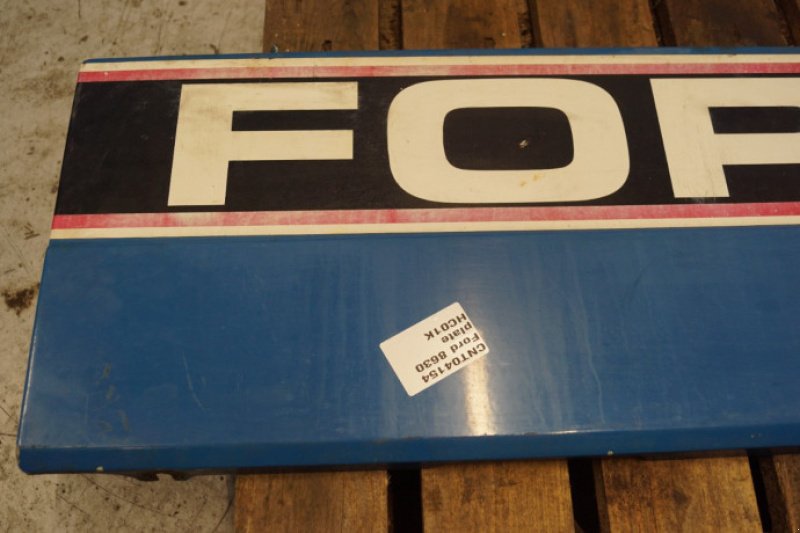 FOR
CNT04154
Ford 8630
plate
HC01K